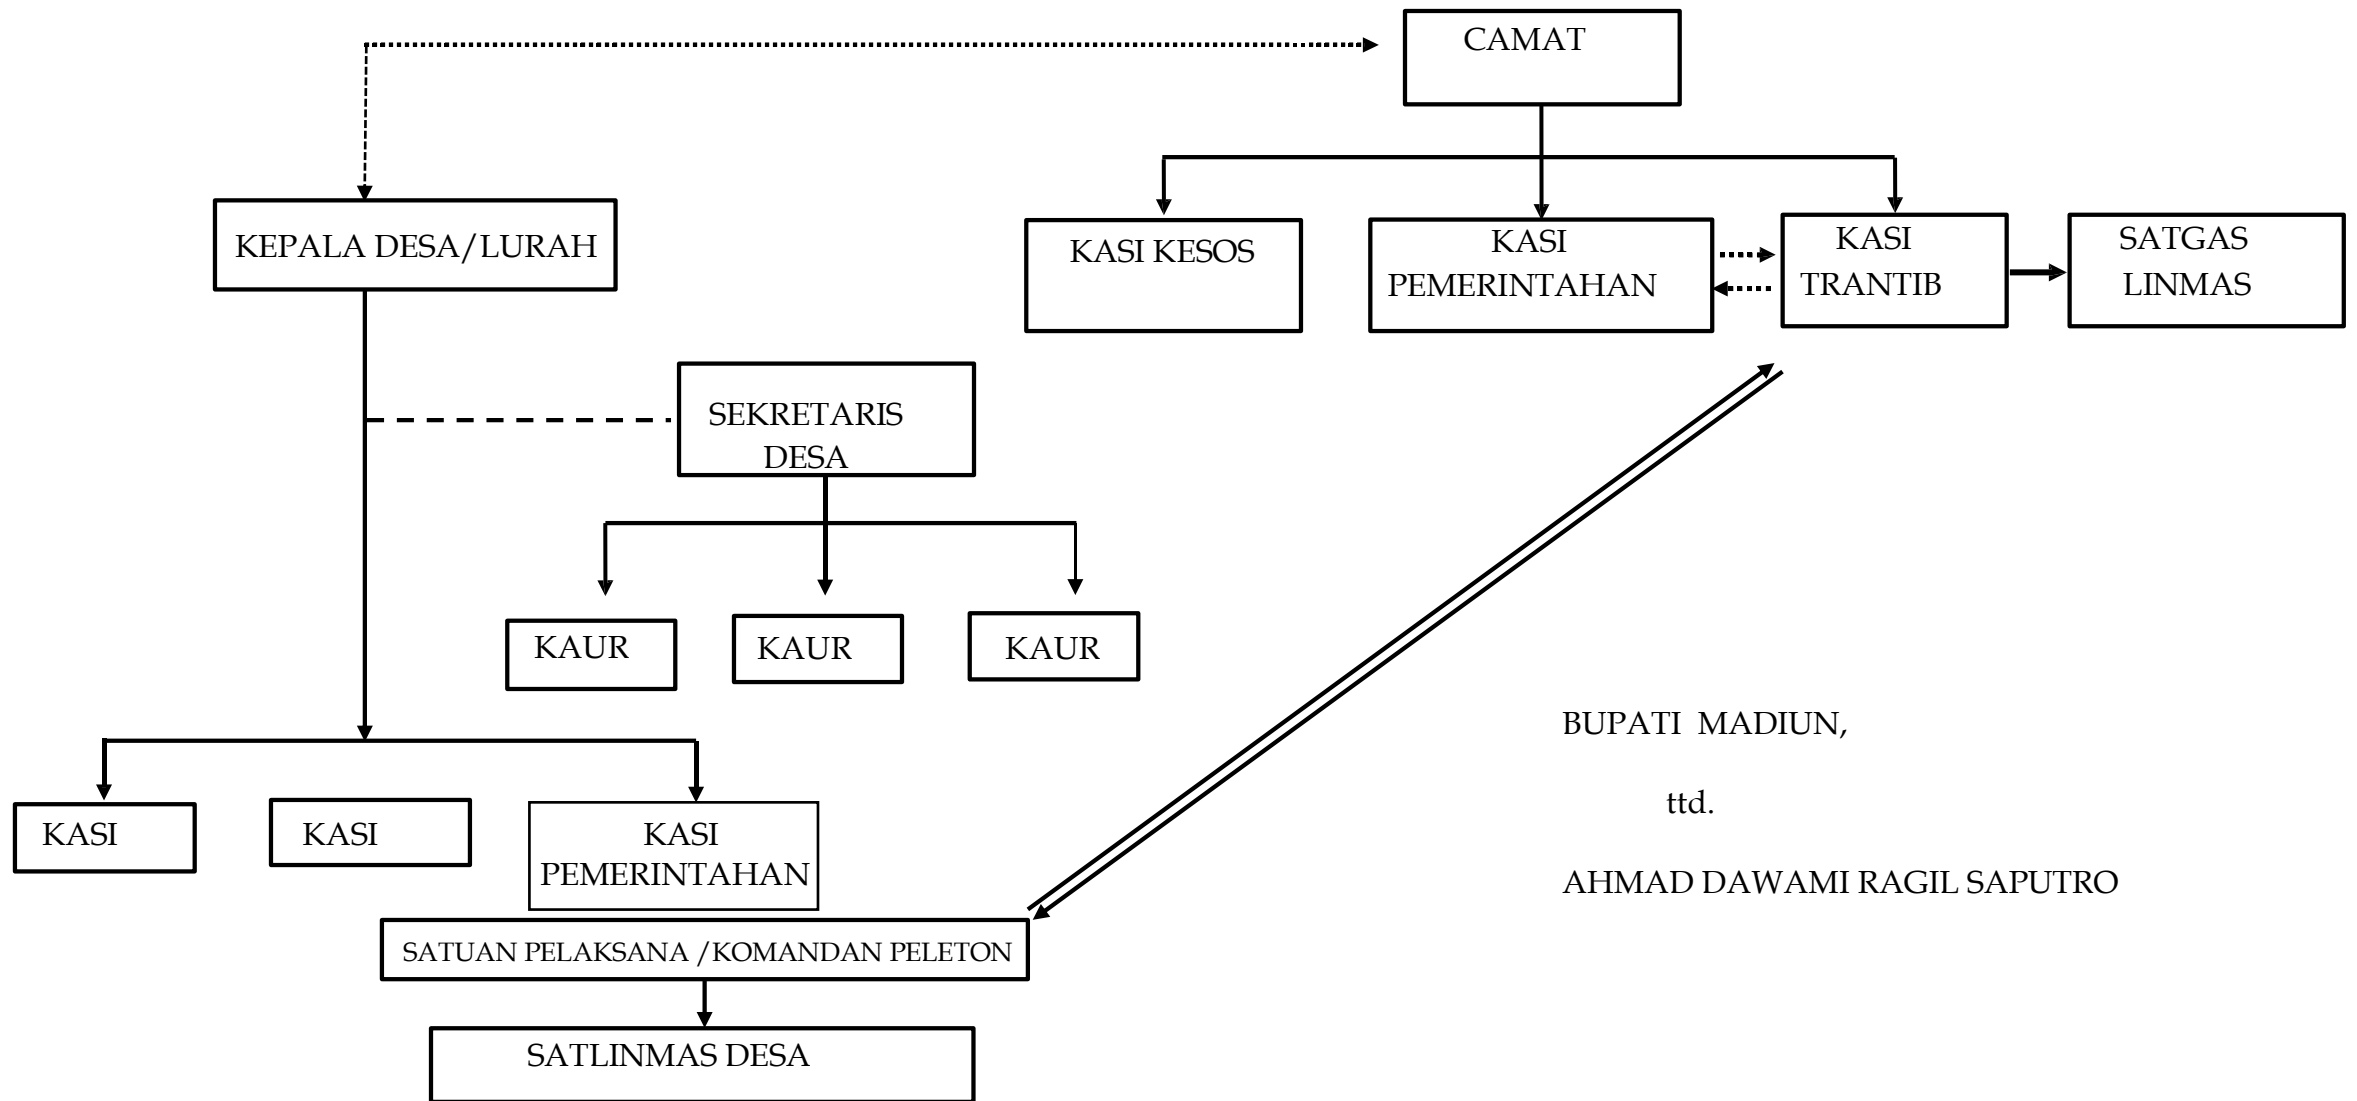 CAMAT
KEPALA DESA/LURAH
KASI KESOS
KASI
PEMERINTAHAN
KASI
TRANTIB
SATGAS
LINMAS
SEKRETARIS
DESA
KAUR
KAUR
KAUR
BUPATI MADIUN,
ttd.
AHMAD DAWAMI RAGIL SAPUTRO
KASI
KASI
KASI
PEMERINTAHAN
SATUAN PELAKSANA /KOMANDAN PELETON
SATLINMAS DESA